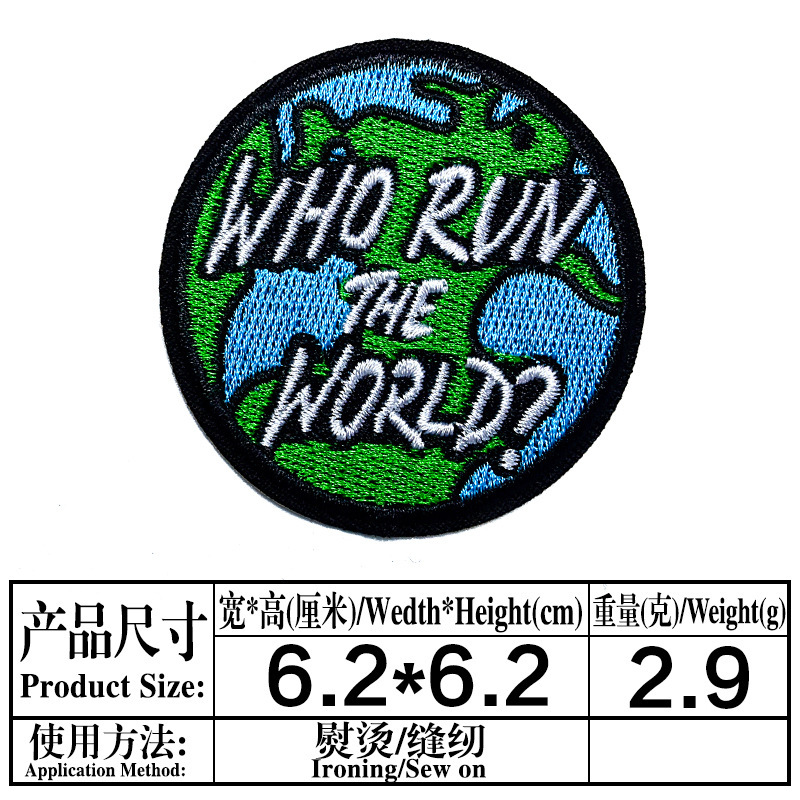 WHO RUN
THE
WORLD?
产品尺寸
Product Size:
宽*高(厘米)/Wedth*Height(cm)
重量(克)/Weight(g)
6.2*6.2
2.9
使用方法:
Application Method:
熨烫/缝纫
Ironing/Sew on